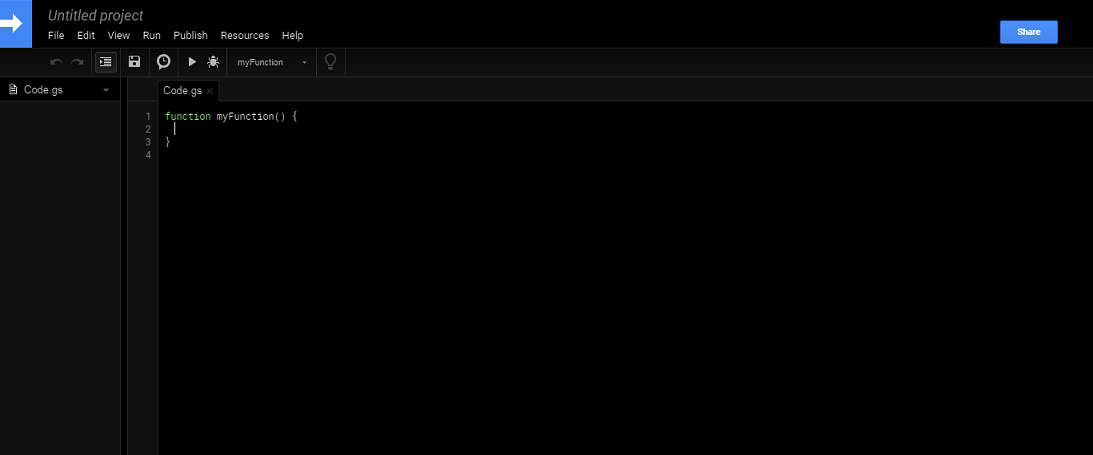 Untitled project
File Edit View Run Publish Resources Help
Share
myFunction
Code.gs
Code.gs
1 function myFunction() {
2
3 }
4